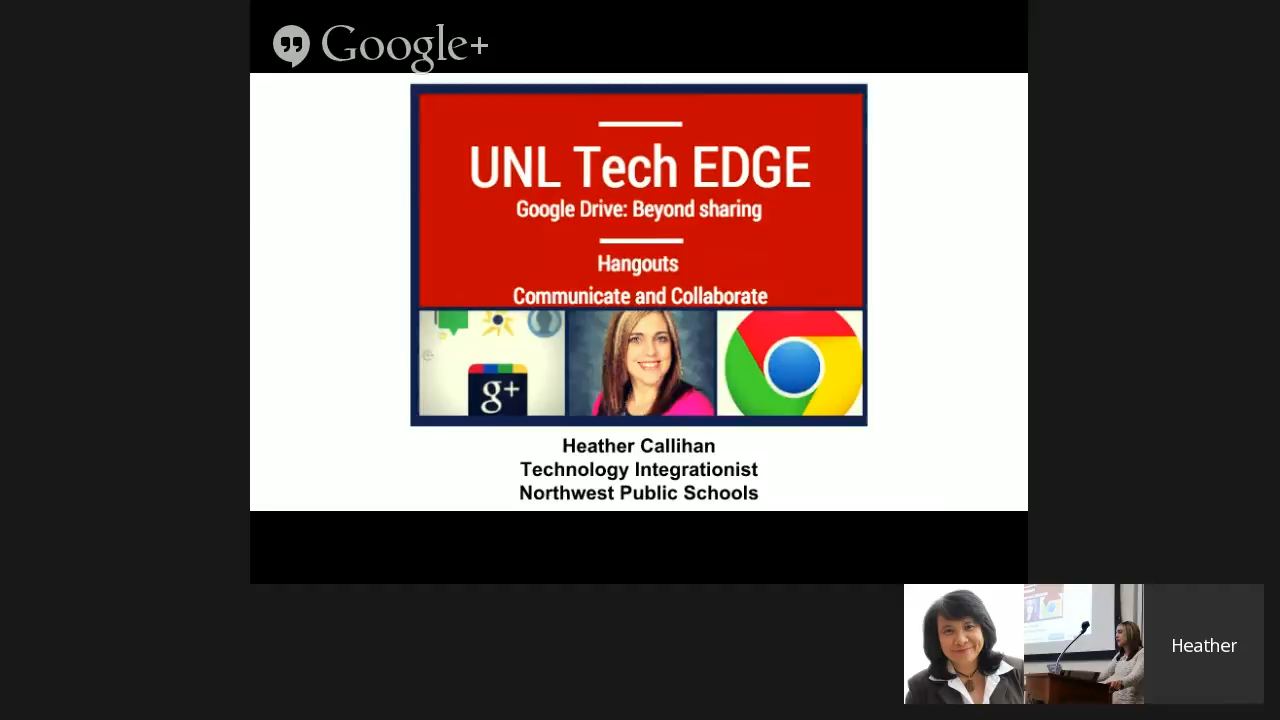 Google+
UNL Tech EDGE
Google Drive: Beyond sharing
Hangouts
Communicate and Collaborate
g+
Heather Callihan
Technology Integrationist
Northwest Public Schools
Heather